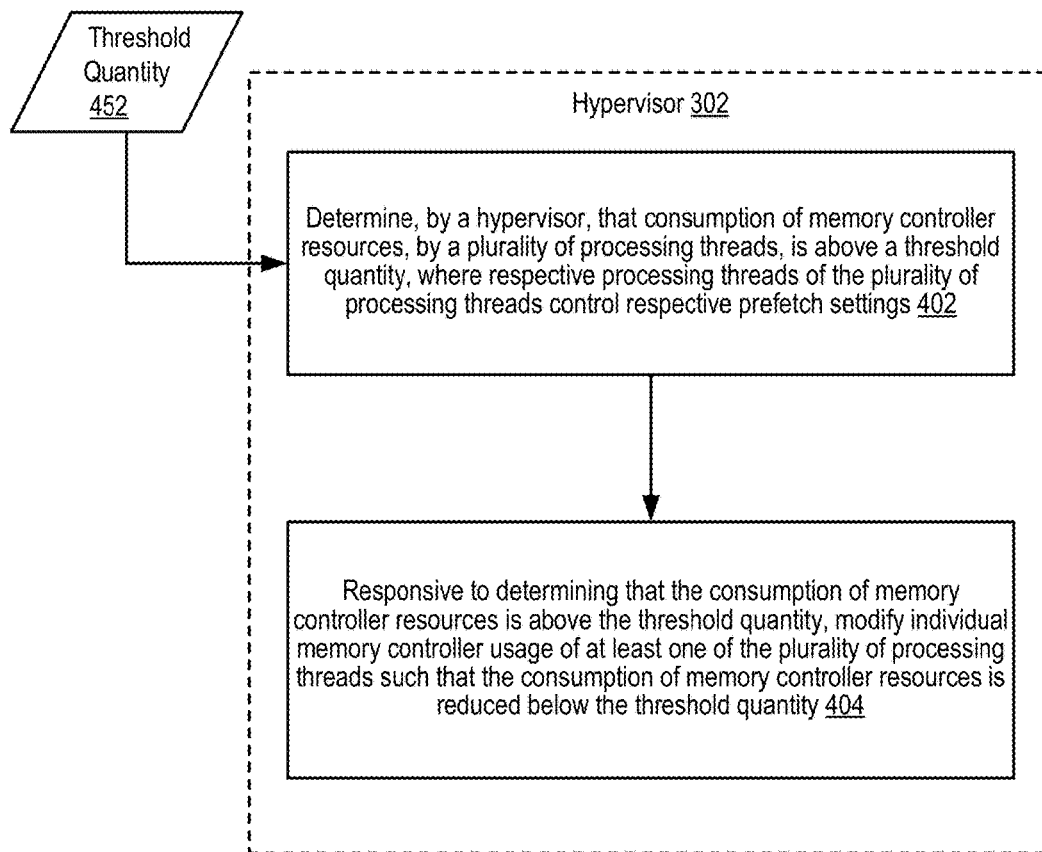 Threshold
Quantity
452
Hypervisor 302
Determine, by a hypervisor, that consumption of memory controller
resources, by a plurality of processing threads, is above a threshold
quantity, where respective processing threads of the plurality of
processing threads control respective prefetch settings 402
Responsive to determining that the consumption of memory
controller resources is above the threshold quantity, modify individual
memory controller usage of at least one of the plurality of processing
threads such that the consumption of memory controller resources is
reduced below the threshold quantity 404